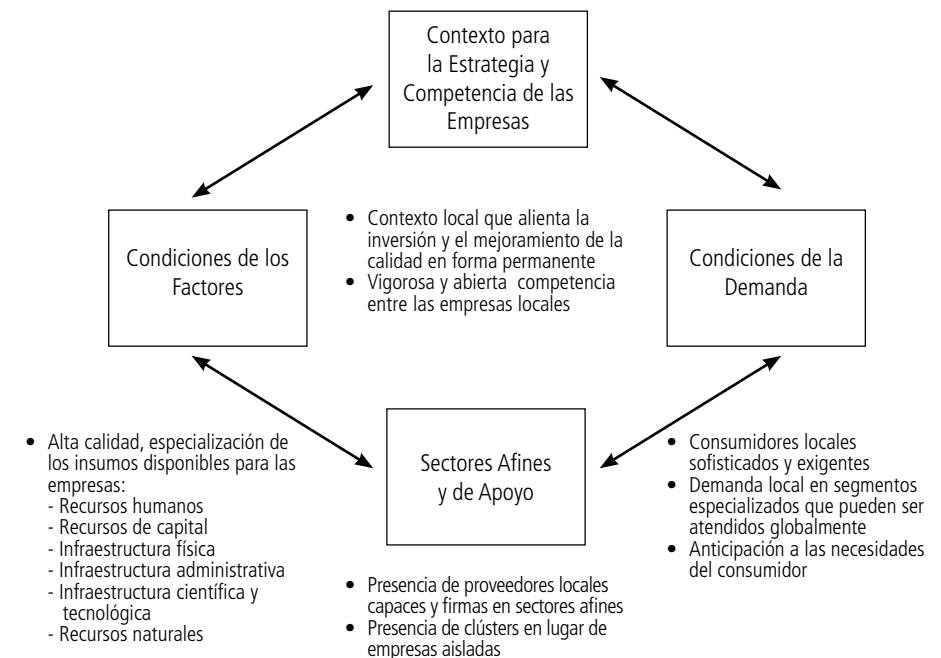 Contexto para
la Estrategia y
Competencia de las
Empresas
Condiciones de los
Factores
• Contexto local que alienta la
inversión y el mejoramiento de la
calidad en forma permanente
• Vigorosa y abierta competencia
entre las empresas locales
Condiciones de la
Demanda
• Alta calidad, especialización de
los insumos disponibles para las
empresas:
- Recursos humanos
- Recursos de capital
- Infraestructura física
- Infraestructura administrativa
- Infraestructura científica y
tecnológica
- Recursos naturales
Sectores Afines
y de Apoyo
• Presencia de proveedores locales
capaces y firmas en sectores afines
• Presencia de clústers en lugar de
empresas aisladas
• Consumidores locales
sofisticados y exigentes
• Demanda local en segmentos
especializados que pueden ser
atendidos globalmente
• Anticipación a las necesidades
del consumidor